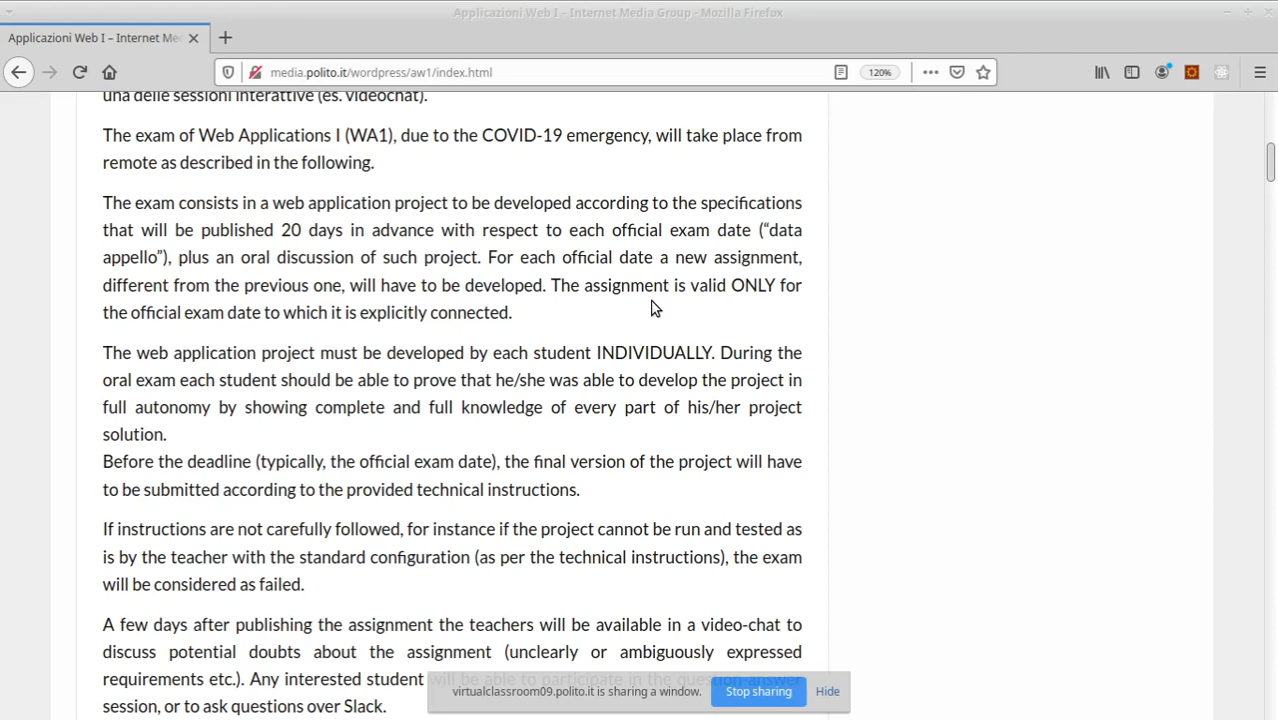 Applicazioni Web I – Internet Media Group - Mozilla Firefox
Applicazioni Web I – Internet Me
media.polito.it/wordpress/aw1/index.html
120%
una delle sessioni interattive (es. videochat).
The exam of Web Applications I (WA1), due to the COVID-19 emergency, will take place from
remote as described in the following.
The exam consists in a web application project to be developed according to the specifications
that will be published 20 days in advance with respect to each official exam date (“data
appello”), plus an oral discussion of such project. For each official date a new assignment,
different from the previous one, will have to be developed. The assignment is valid ONLY for
the official exam date to which it is explicitly connected.
The web application project must be developed by each student INDIVIDUALLY. During the
oral exam each student should be able to prove that he/she was able to develop the project in
full autonomy by showing complete and full knowledge of every part of his/her project
solution.
Before the deadline (typically, the official exam date), the final version of the project will have
to be submitted according to the provided technical instructions.
If instructions are not carefully followed, for instance if the project cannot be run and tested as
is by the teacher with the standard configuration (as per the technical instructions), the exam
will be considered as failed.
A few days after publishing the assignment the teachers will be available in a video-chat to
discuss potential doubts about the assignment (unclearly or ambiguously expressed
requirements etc.). Any interested student will be able to participate in the question-answer
session, or to ask questions over Slack.
virtualclassroom09.polito.it is sharing a window.
Stop sharing
Hide